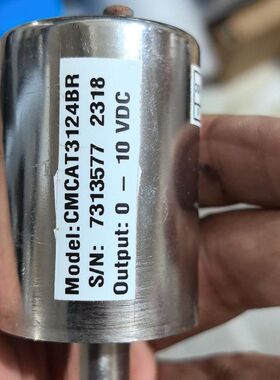 Model: CMCAT3124BR
S/N: 7313577 2318
Output: 0 – 10 VDC